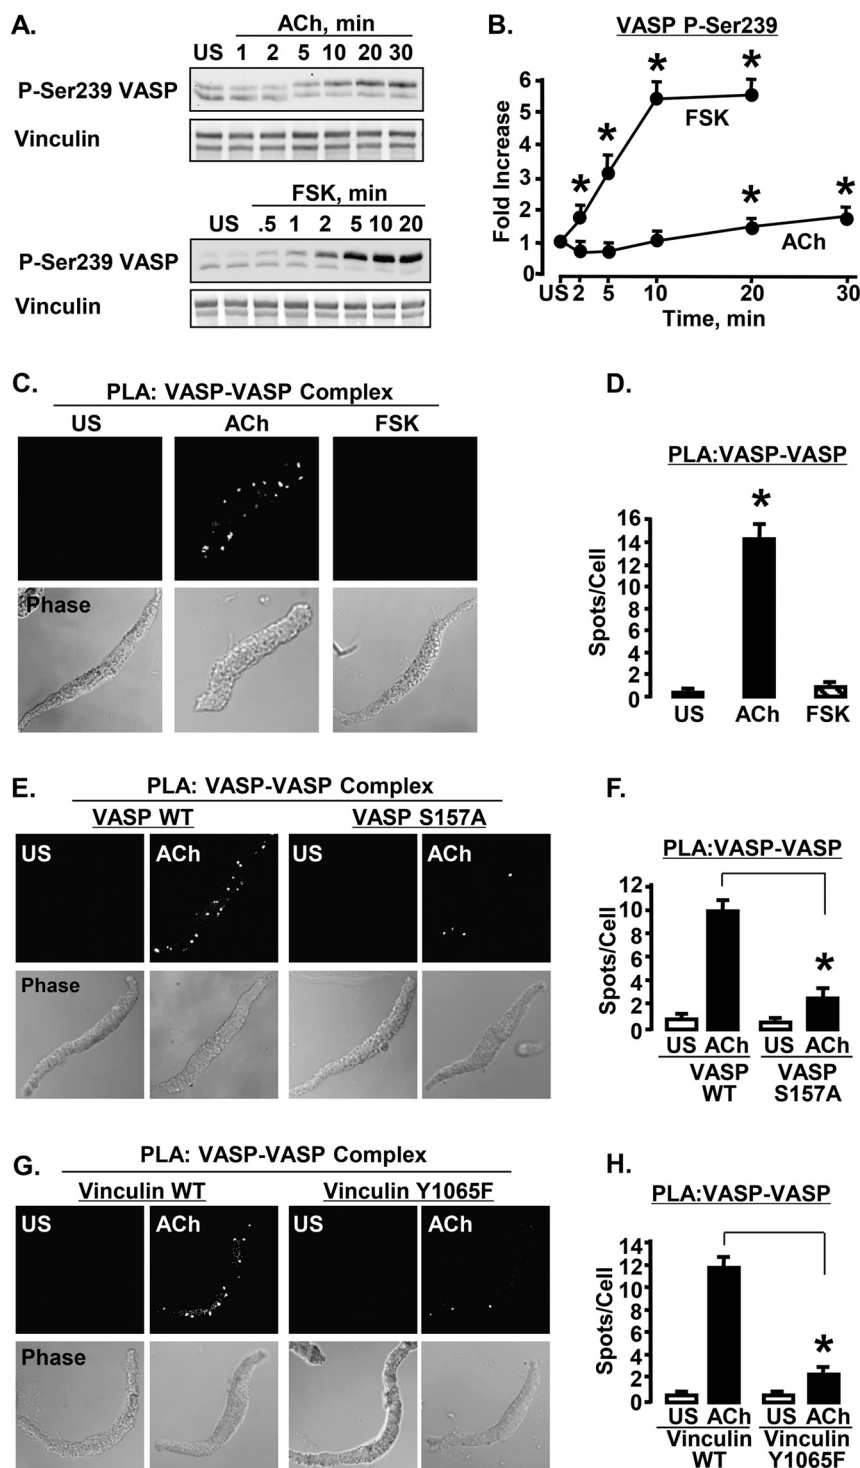 A.
ACh, min
US 1 2 5 10 20 30
P-Ser239 VASP
Vinculin
FSK, min
US .5 1 2 5 10 20
P-Ser239 VASP
Vinculin
B.
VASP P-Ser239
Fold Increase
6
5
4
3
2
1
0
* * * *
FSK
* *
ACh
US 2 5 10 20 30
Time, min
C.
PLA: VASP-VASP Complex
US ACh FSK
Phase
D.
PLA:VASP-VASP
Spots/Cell
16
14
12
10
8
6
4
2
0
*
US ACh FSK
E.
PLA: VASP-VASP Complex
VASP WT VASP S157A
US ACh US ACh
Phase
F.
PLA:VASP-VASP
Spots/Cell
12
10
8
6
4
2
0
*
US ACh US ACh
VASP VASP
WT S157A
G.
PLA: VASP-VASP Complex
Vinculin WT Vinculin Y1065F
US ACh US ACh
Phase
H.
PLA:VASP-VASP
Spots/Cell
14
12
10
8
6
4
2
0
*
US ACh US ACh
Vinculin Vinculin
WT Y1065F